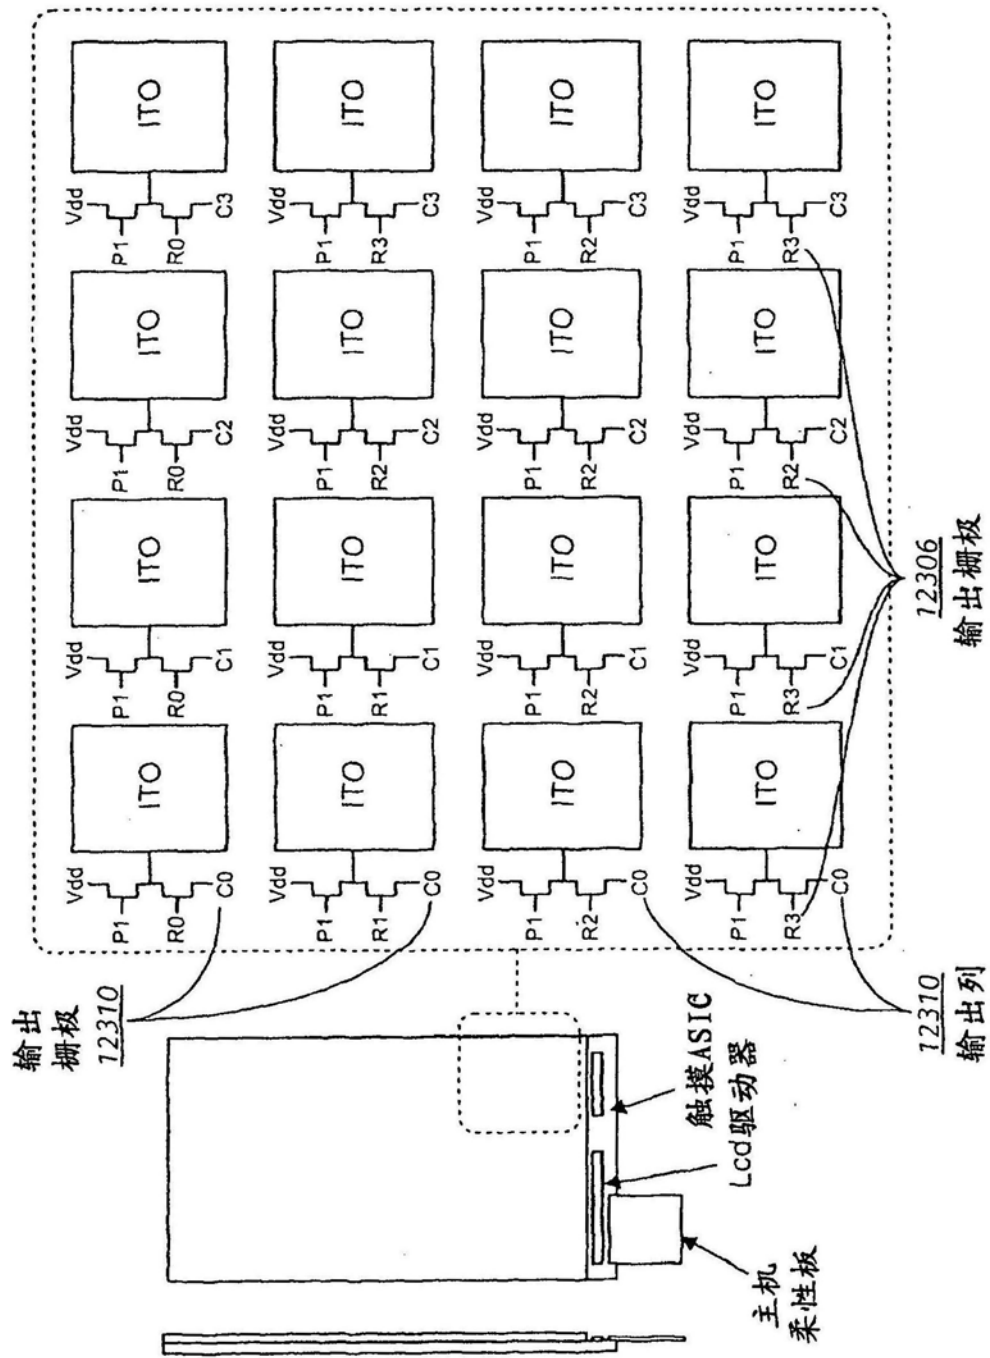 输出
栅极
12310
Vdd Vdd Vdd Vdd
P1 P1 P1 P1
ITO ITO ITO ITO
R0 R0 R0 R0
C0 C1 C2 C3
Vdd Vdd Vdd Vdd
P1 P1 P1 P1
ITO ITO ITO ITO
R1 R1 R2 R3
C0 C1 C2 C3
Vdd Vdd Vdd Vdd
P1 P1 P1 P1
ITO ITO ITO ITO
R2 R2 R2 R2
C0 C1 C2 C3
Vdd Vdd Vdd Vdd
P1 P1 P1 P1
ITO ITO ITO ITO
R3 R3 R2 R3
C0 C1 C2 C3
触摸ASIC
Lcd驱动器
主机
柔性板
12310
输出列
12306
输出栅极